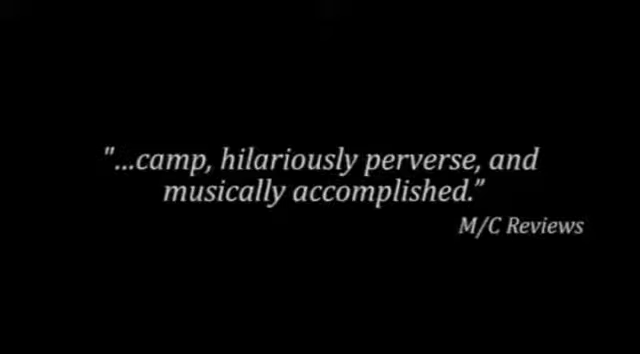 "...camp, hilariously perverse, and
musically accomplished.”
M/C Reviews